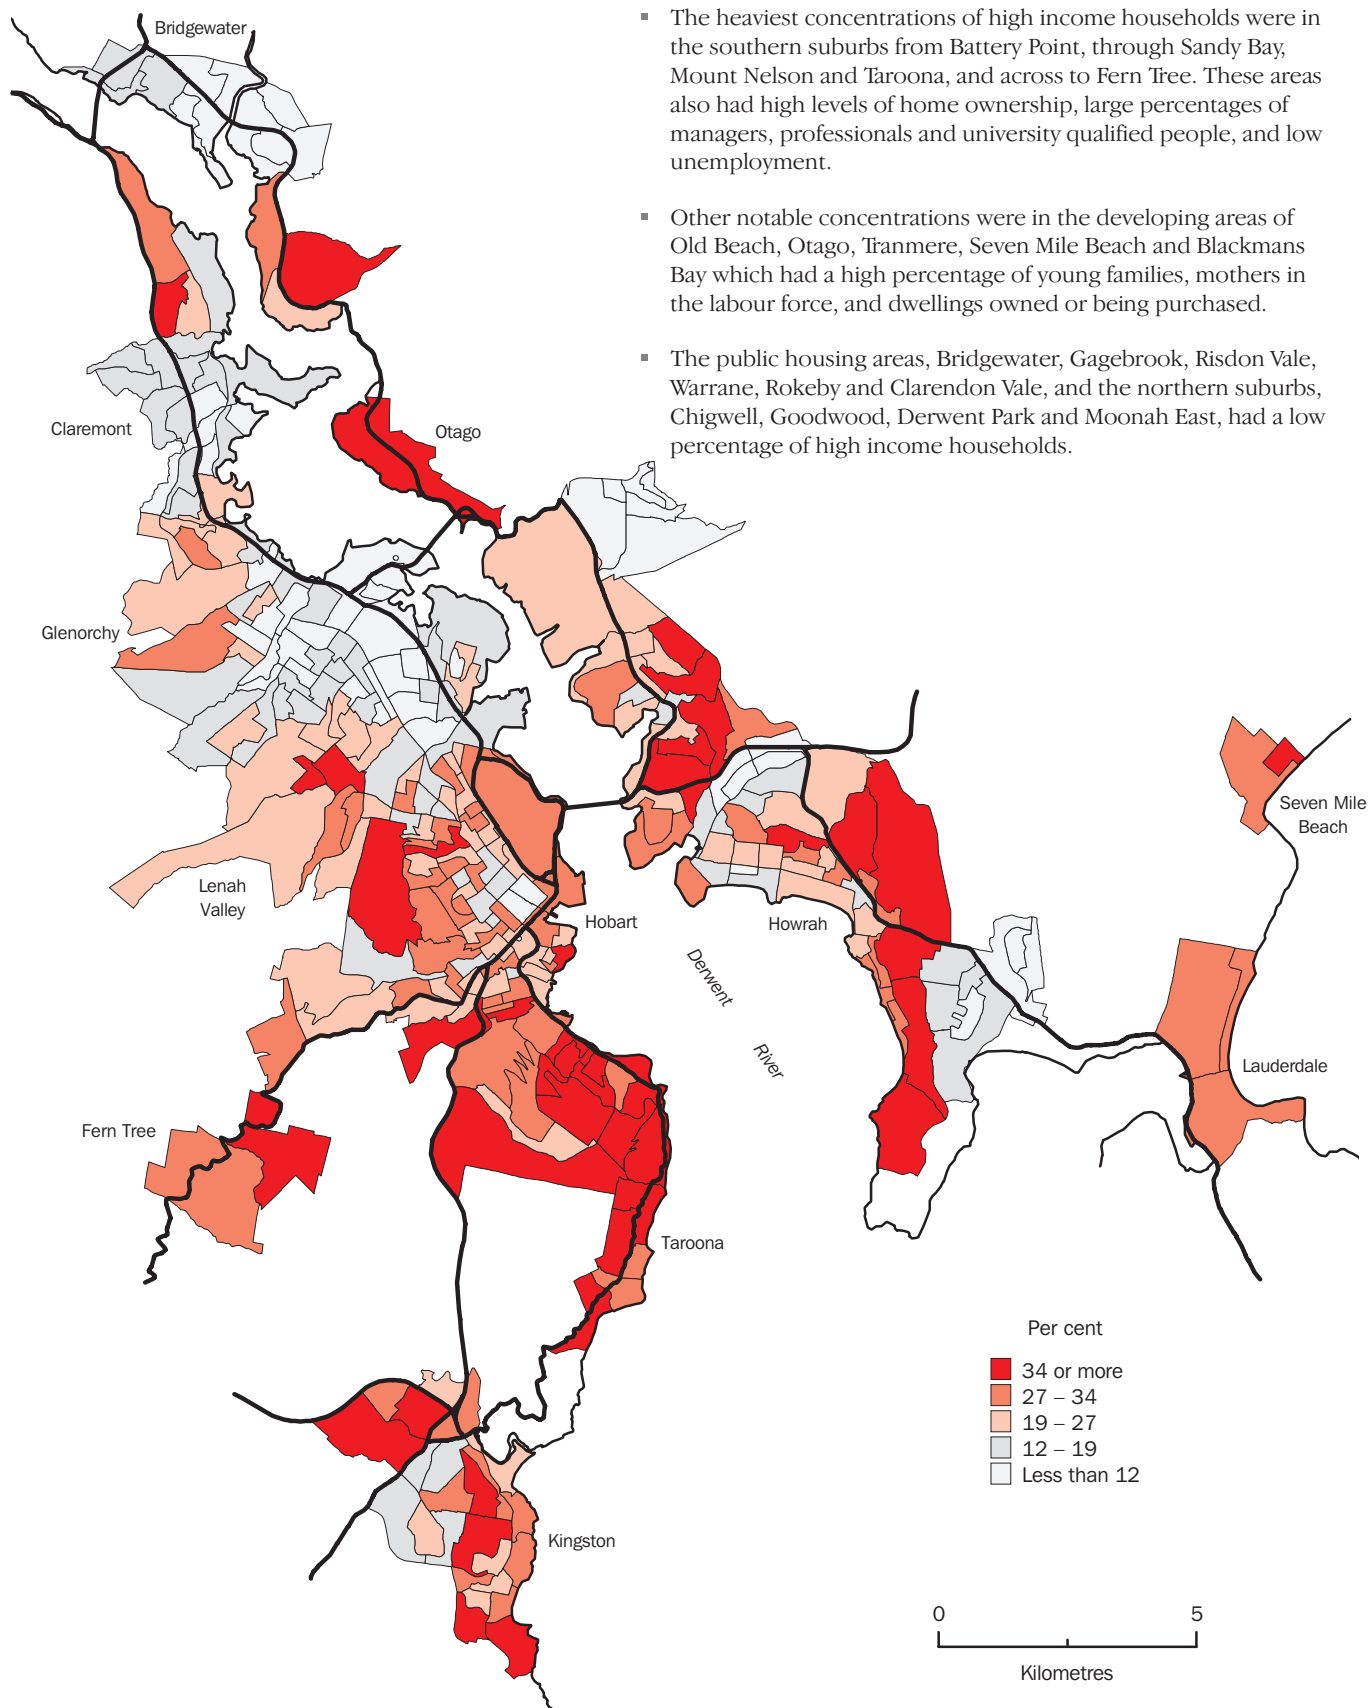 Bridgewater
▪ The heaviest concentrations of high income households were in
the southern suburbs from Battery Point, through Sandy Bay,
Mount Nelson and Taroona, and across to Fern Tree. These areas
also had high levels of home ownership, large percentages of
managers, professionals and university qualified people, and low
unemployment.
▪ Other notable concentrations were in the developing areas of
Old Beach, Otago, Tranmere, Seven Mile Beach and Blackmans
Bay which had a high percentage of young families, mothers in
the labour force, and dwellings owned or being purchased.
▪ The public housing areas, Bridgewater, Gagebrook, Risdon Vale,
Warrane, Rokeby and Clarendon Vale, and the northern suburbs,
Chigwell, Goodwood, Derwent Park and Moonah East, had a low
percentage of high income households.
Claremont
Otago
Glenorchy
Seven Mile
Beach
Lenah
Valley
Hobart
Howrah
Derwent
River
Lauderdale
Fern Tree
Taroona
Per cent
34 or more
27 – 34
19 – 27
12 – 19
Less than 12
Kingston
0 5
Kilometres